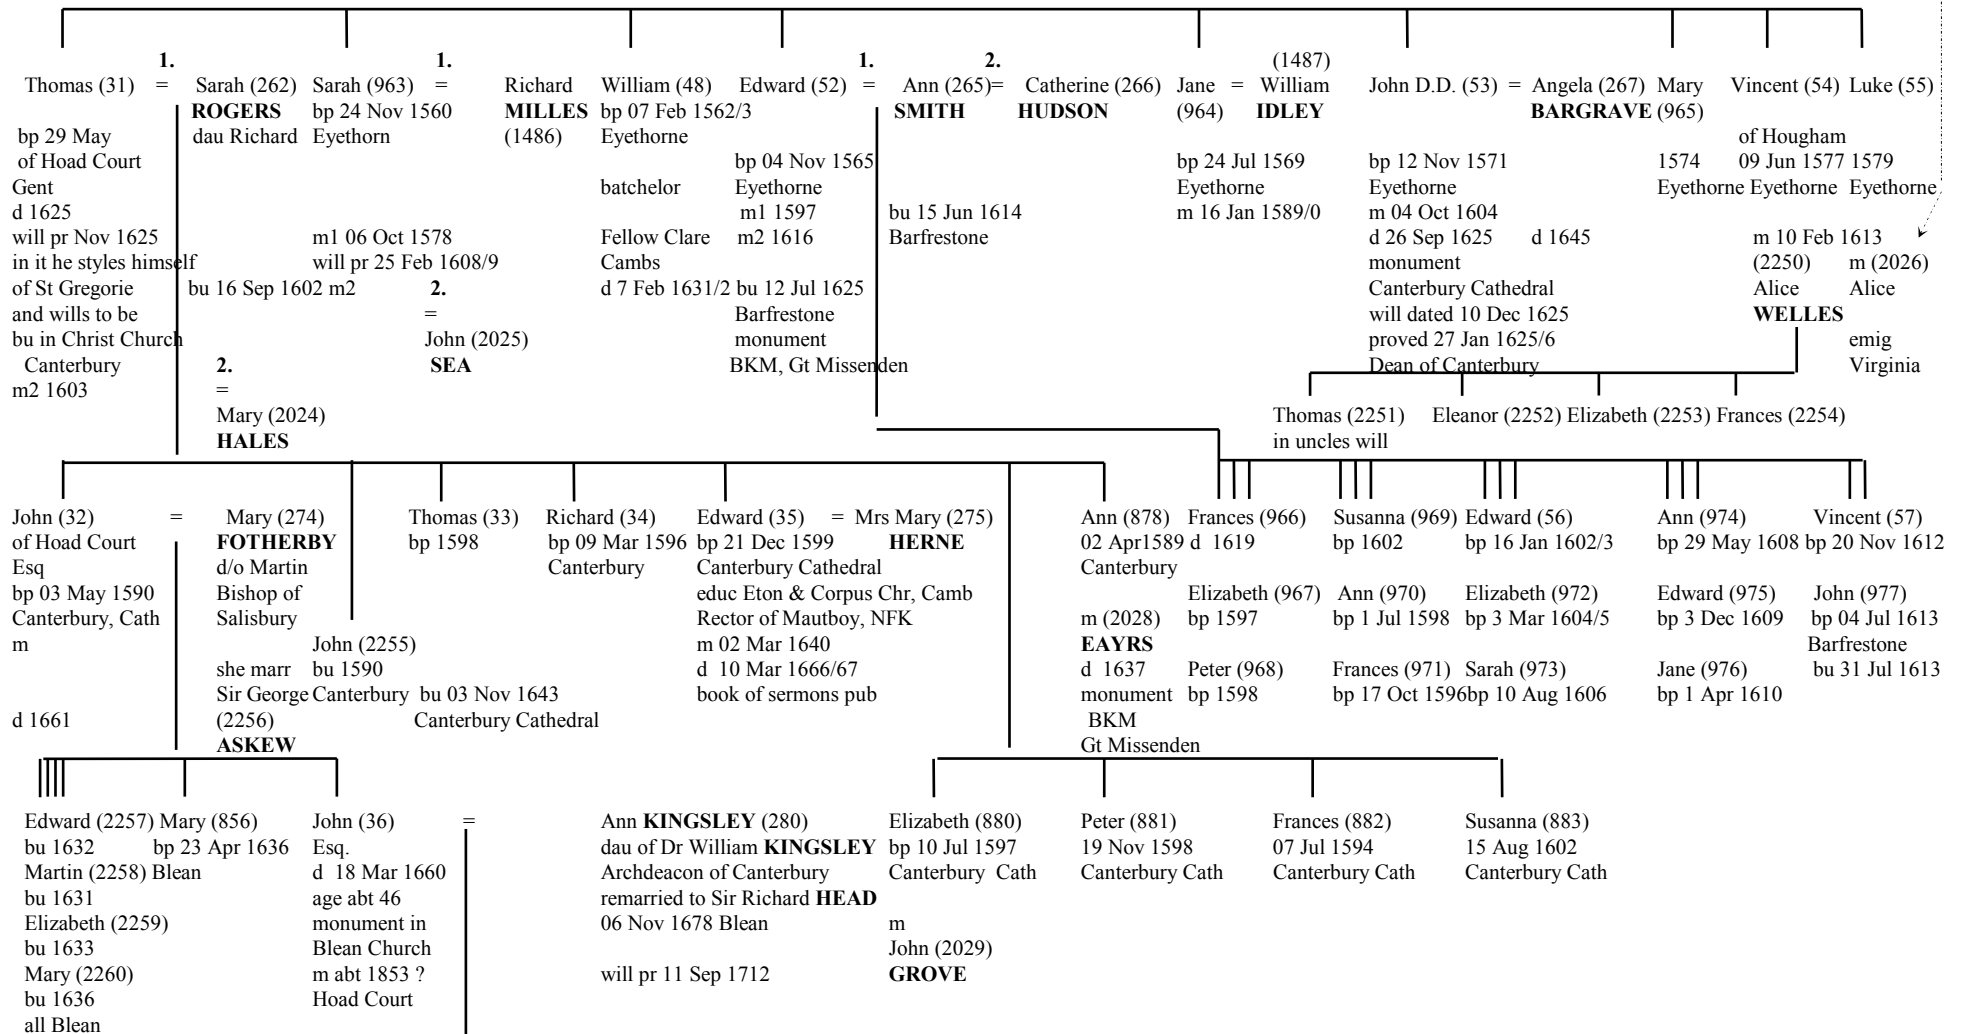 1. 1. 1. 2. (1487)
Thomas (31) = Sarah (262) Sarah (963) = Richard William (48) Edward (52) = Ann (265)= Catherine (266) Jane = William John D.D. (53) = Angela (267) Mary Vincent (54) Luke (55)
ROGERS bp 24 Nov 1560 MILLES bp 07 Feb 1562/3 SMITH HUDSON (964) IDLEY BARGRAVE (965)
bp 29 May dau Richard Eyethorn (1486) Eyethorne of Hougham
of Hoad Court bp 04 Nov 1565 bp 24 Jul 1569 bp 12 Nov 1571 1574 09 Jun 1577 1579
Gent batchelor Eyethorne Eyethorne Eyethorne Eyethorne Eyethorne Eyethorne
d 1625 m1 1597 bu 15 Jun 1614 m 16 Jan 1589/0 m 04 Oct 1604
will pr Nov 1625 m1 06 Oct 1578 Fellow Clare m2 1616 Barfrestone d 26 Sep 1625 d 1645 m 10 Feb 1613
in it he styles himself will pr 25 Feb 1608/9 Cambs monument (2250) m (2026)
of St Gregorie bu 16 Sep 1602 m2 2. d 7 Feb 1631/2 bu 12 Jul 1625 Canterbury Cathedral Alice Alice
and wills to be = Barfrestone will dated 10 Dec 1625 WELLES
bu in Christ Church John (2025) monument proved 27 Jan 1625/6 emig
Canterbury 2. SEA BKM, Gt Missenden Dean of Canterbury Virginia
m2 1603 =
Mary (2024) Thomas (2251) Eleanor (2252) Elizabeth (2253) Frances (2254)
HALES in uncles will
John (32) = Mary (274) Thomas (33) Richard (34) Edward (35) = Mrs Mary (275) Ann (878) Frances (966) Susanna (969) Edward (56) Ann (974) Vincent (57)
of Hoad Court FOTHERBY bp 1598 bp 09 Mar 1596 bp 21 Dec 1599 HERNE 02 Apr1589 d 1619 bp 1602 bp 16 Jan 1602/3 bp 29 May 1608 bp 20 Nov 1612
Esq d/o Martin Canterbury Canterbury Cathedral Canterbury
bp 03 May 1590 Bishop of educ Eton & Corpus Chr, Camb Elizabeth (967) Ann (970) Elizabeth (972) Edward (975) John (977)
Canterbury, Cath Salisbury Rector of Mautboy, NFK m (2028) bp 1597 bp 1 Jul 1598 bp 3 Mar 1604/5 bp 3 Dec 1609 bp 04 Jul 1613
m John (2255) m 02 Mar 1640 EAYRS Barfrestone
she marr bu 1590 d 10 Mar 1666/67 d 1637 Peter (968) Frances (971) Sarah (973) Jane (976) bu 31 Jul 1613
Sir George Canterbury bu 03 Nov 1643 book of sermons pub monument bp 1598 bp 17 Oct 1596 bp 10 Aug 1606 bp 1 Apr 1610
d 1661 (2256) Canterbury Cathedral BKM
ASKEW Gt Missenden
Edward (2257) Mary (856) John (36) = Ann KINGSLEY (280) Elizabeth (880) Peter (881) Frances (882) Susanna (883)
bu 1632 bp 23 Apr 1636 Esq. dau of Dr William KINGSLEY bp 10 Jul 1597 19 Nov 1598 07 Jul 1594 15 Aug 1602
Martin (2258) Blean d 18 Mar 1660 Archdeacon of Canterbury Canterbury Cath Canterbury Cath Canterbury Cath Canterbury Cath
bu 1631 age abt 46 remarried to Sir Richard HEAD
Elizabeth (2259) monument in 06 Nov 1678 Blean m
bu 1633 Blean Church John (2029)
Mary (2260) m abt 1853 ? will pr 11 Sep 1712 GROVE
bu 1636 Hoad Court
all Blean